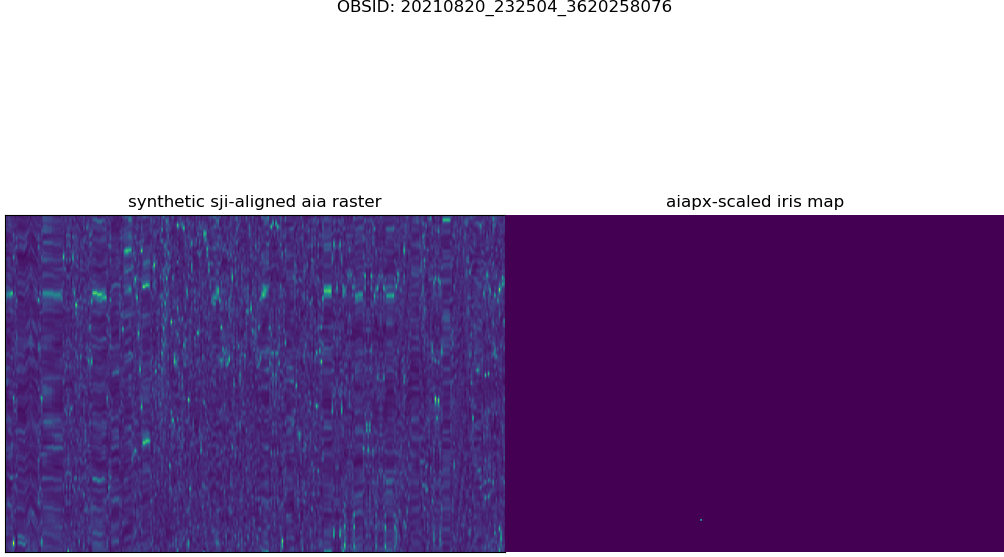 OBSID: 20210820_232504_3620258076
synthetic sji-aligned aia raster
aiapx-scaled iris map